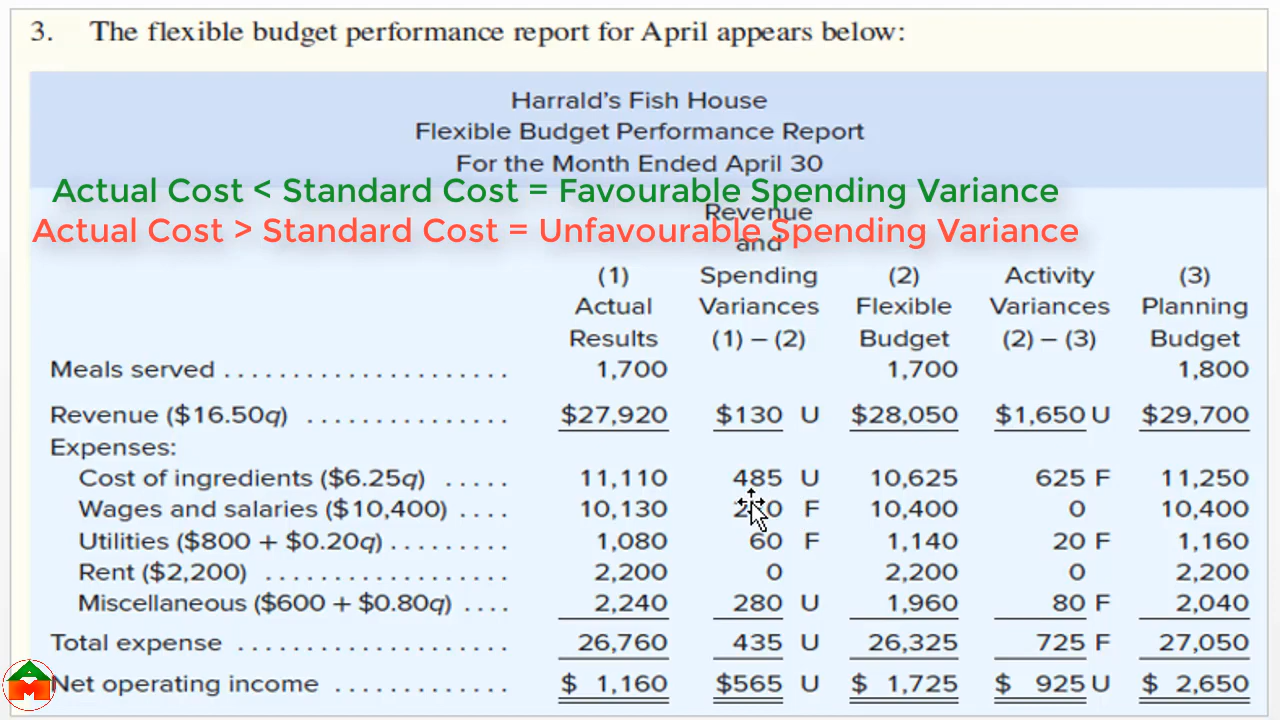 3. The flexible budget performance report for April appears below:
Harrald's Fish House
Flexible Budget Performance Report
For the Month Ended April 30
Actual Cost < Standard Cost = Favourable Spending Variance
Actual Cost > Standard Cost = Unfavourable Spending Variance
Revenue
and
(1) Spending (2) Activity (3)
Actual Variances Flexible Variances Planning
Results (1) – (2) Budget (2) – (3) Budget
Meals served . . . . . . . . . . . . . . . . . . . . . . 1,700 1,700 1,800
Revenue ($16.50q) . . . . . . . . . . . . . . . $27,920 $130 U $28,050 $1,650 U $29,700
Expenses:
Cost of ingredients ($6.25q) . . . . . 11,110 485 U 10,625 625 F 11,250
Wages and salaries ($10,400) . . . . 10,130 F 10,400 0 10,400
Utilities ($800 + $0.20q) . . . . . . . . . 1,080 60 F 1,140 20 F 1,160
Rent ($2,200) . . . . . . . . . . . . . . . . . . 2,200 0 2,200 0 2,200
Miscellaneous ($600 + $0.80q) . . . . 2,240 280 U 1,960 80 F 2,040
Total expense . . . . . . . . . . . . . . . . . . . . 26,760 435 U 26,325 725 F 27,050
Net operating income . . . . . . . . . . . . . $ 1,160 $565 U $ 1,725 $ 925 U $ 2,650